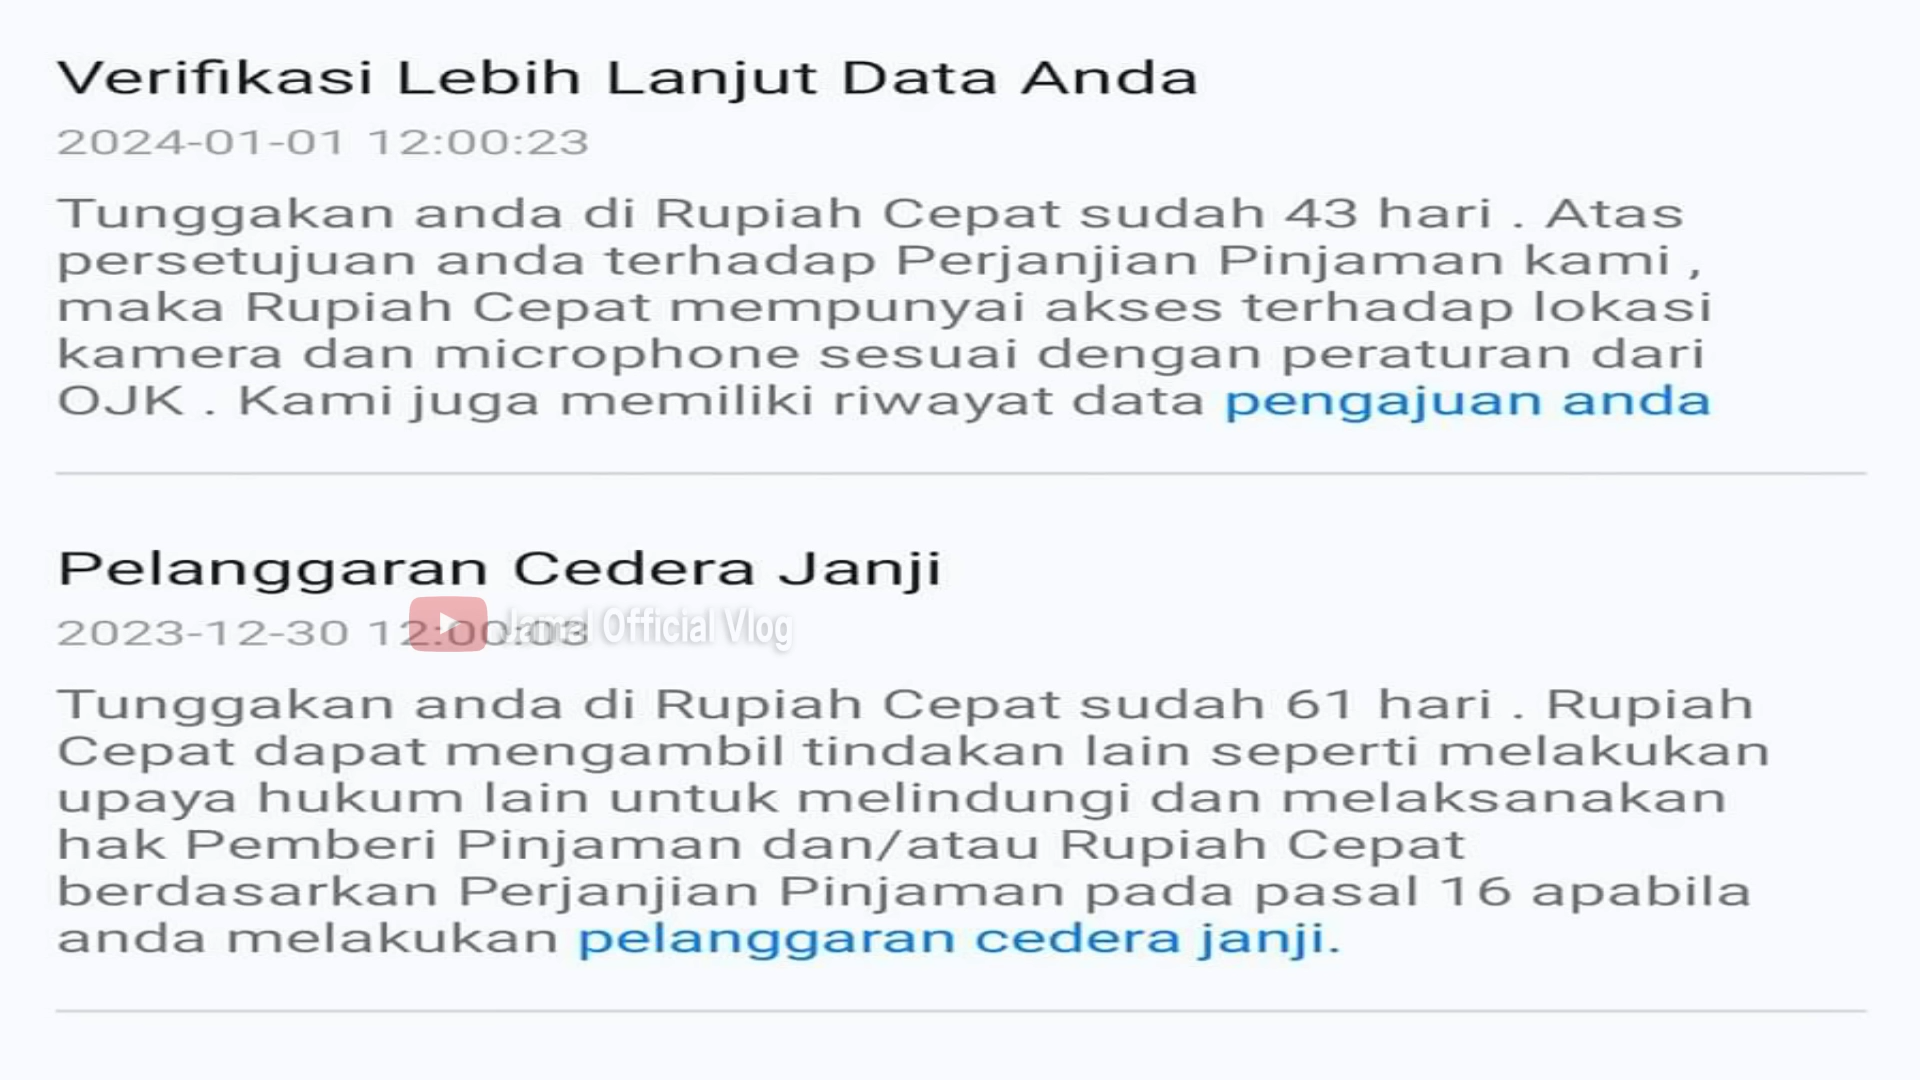 Verifikasi Lebih Lanjut Data Anda
2024-01-01 12:00:23
Tunggakan anda di Rupiah Cepat sudah 43 hari . Atas
persetujuan anda terhadap Perjanjian Pinjaman kami ,
maka Rupiah Cepat mempunyai akses terhadap lokasi
kamera dan microphone sesuai dengan peraturan dari
OJK . Kami juga memiliki riwayat data pengajuan anda
Pelanggaran Cedera Janji
2023-12-30 12:00:03
Jamal Official Vlog
Tunggakan anda di Rupiah Cepat sudah 61 hari . Rupiah
Cepat dapat mengambil tindakan lain seperti melakukan
upaya hukum lain untuk melindungi dan melaksanakan
hak Pemberi Pinjaman dan/atau Rupiah Cepat
berdasarkan Perjanjian Pinjaman pada pasal 16 apabila
anda melakukan pelanggaran cedera janji.